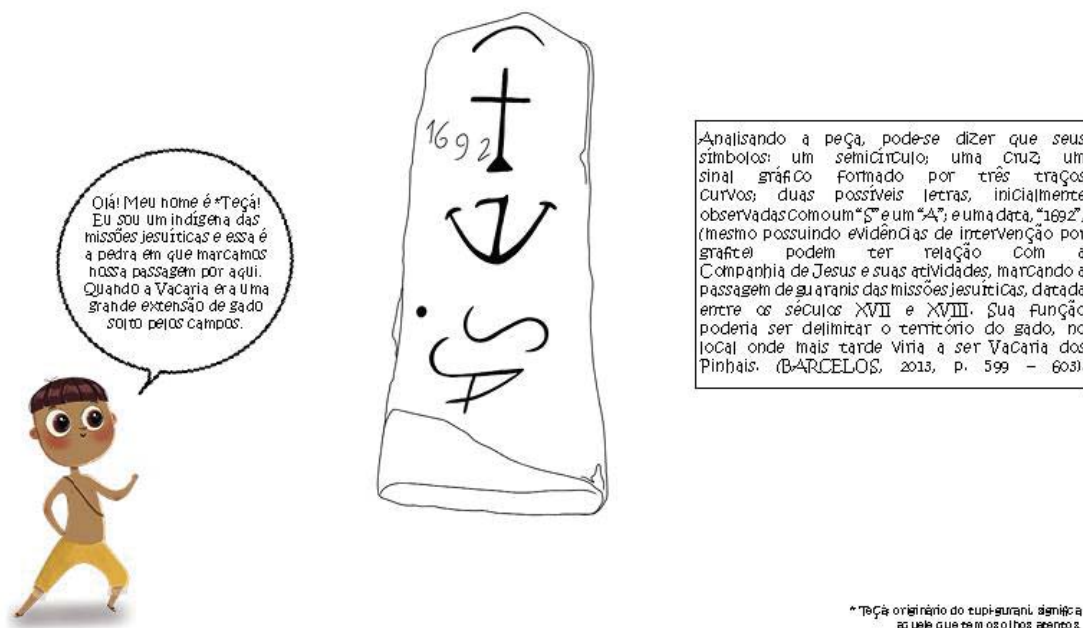 Olá! Meu nome é *Teçá!
Eu sou um indígena das
missões jesuíticas e essa é
a pedra em que marcamos
nossa passagem por aqui.
Quando a Vacaria era uma
grande extensão de gado
solto pelos campos.
1692
SA
Analisando a peça, pode-se dizer que seus
símbolos: um semicírculo; uma cruz; um
sinal gráfico formado por três traços
curvos; duas possíveis letras, inicialmente
observadas como um "S" e um "A"; e uma data, "1692",
(mesmo possuindo evidências de intervenção por
grafite) podem ter relação com a
Companhia de Jesus e suas atividades, marcando a
passagem de guaranis das missões jesuíticas, datada
entre os séculos XVII e XVIII. Sua função
poderia ser delimitar o território do gado, no
local onde mais tarde viria a ser Vacaria dos
Pinhais. (BARCELOS, 2013, p. 599 – 603).
* Teçá: originário do tupi-gurani, significa
aquele que tem os olhos atentos.